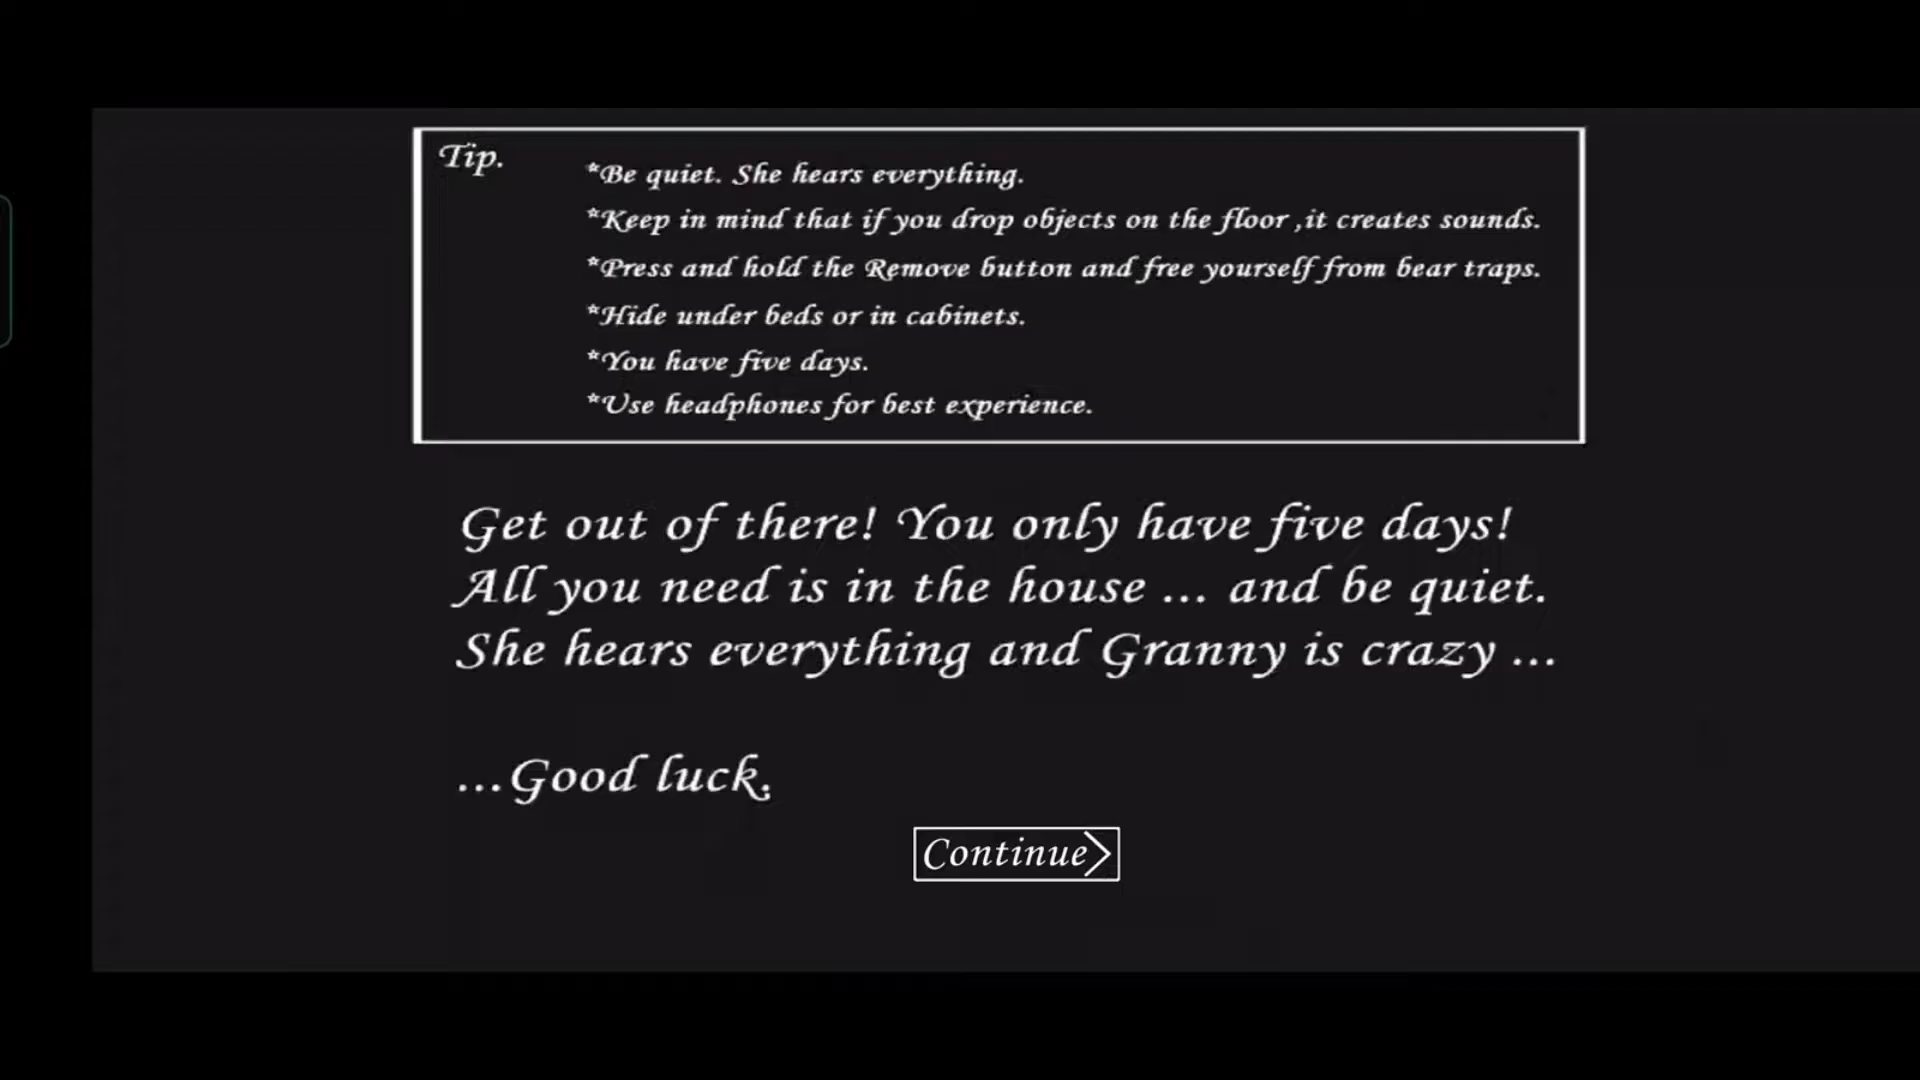 Tip.
*Be quiet. She hears everything.
*Keep in mind that if you drop objects on the floor ,it creates sounds.
*Press and hold the Remove button and free yourself from bear traps.
*Hide under beds or in cabinets.
*You have five days.
*Use headphones for best experience.
Get out of there! You only have five days!
All you need is in the house ... and be quiet.
She hears everything and Granny is crazy ...
...Good luck.
Continue